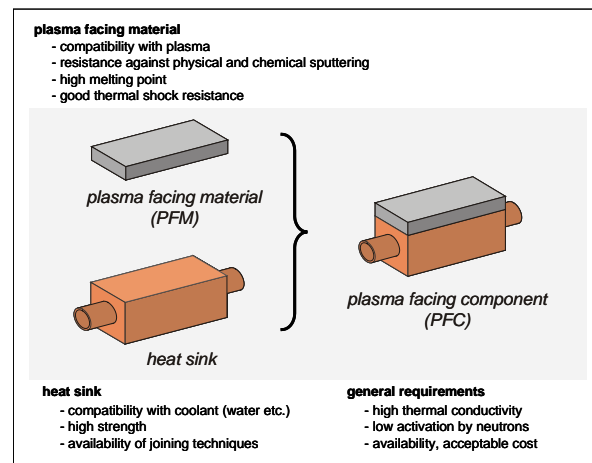 plasma facing material
- compatibility with plasma
- resistance against physical and chemical sputtering
- high melting point
- good thermal shock resistance
plasma facing material
(PFM)
heat sink
plasma facing component
(PFC)
heat sink
- compatibility with coolant (water etc.)
- high strength
- availability of joining techniques
general requirements
- high thermal conductivity
- low activation by neutrons
- availability, acceptable cost